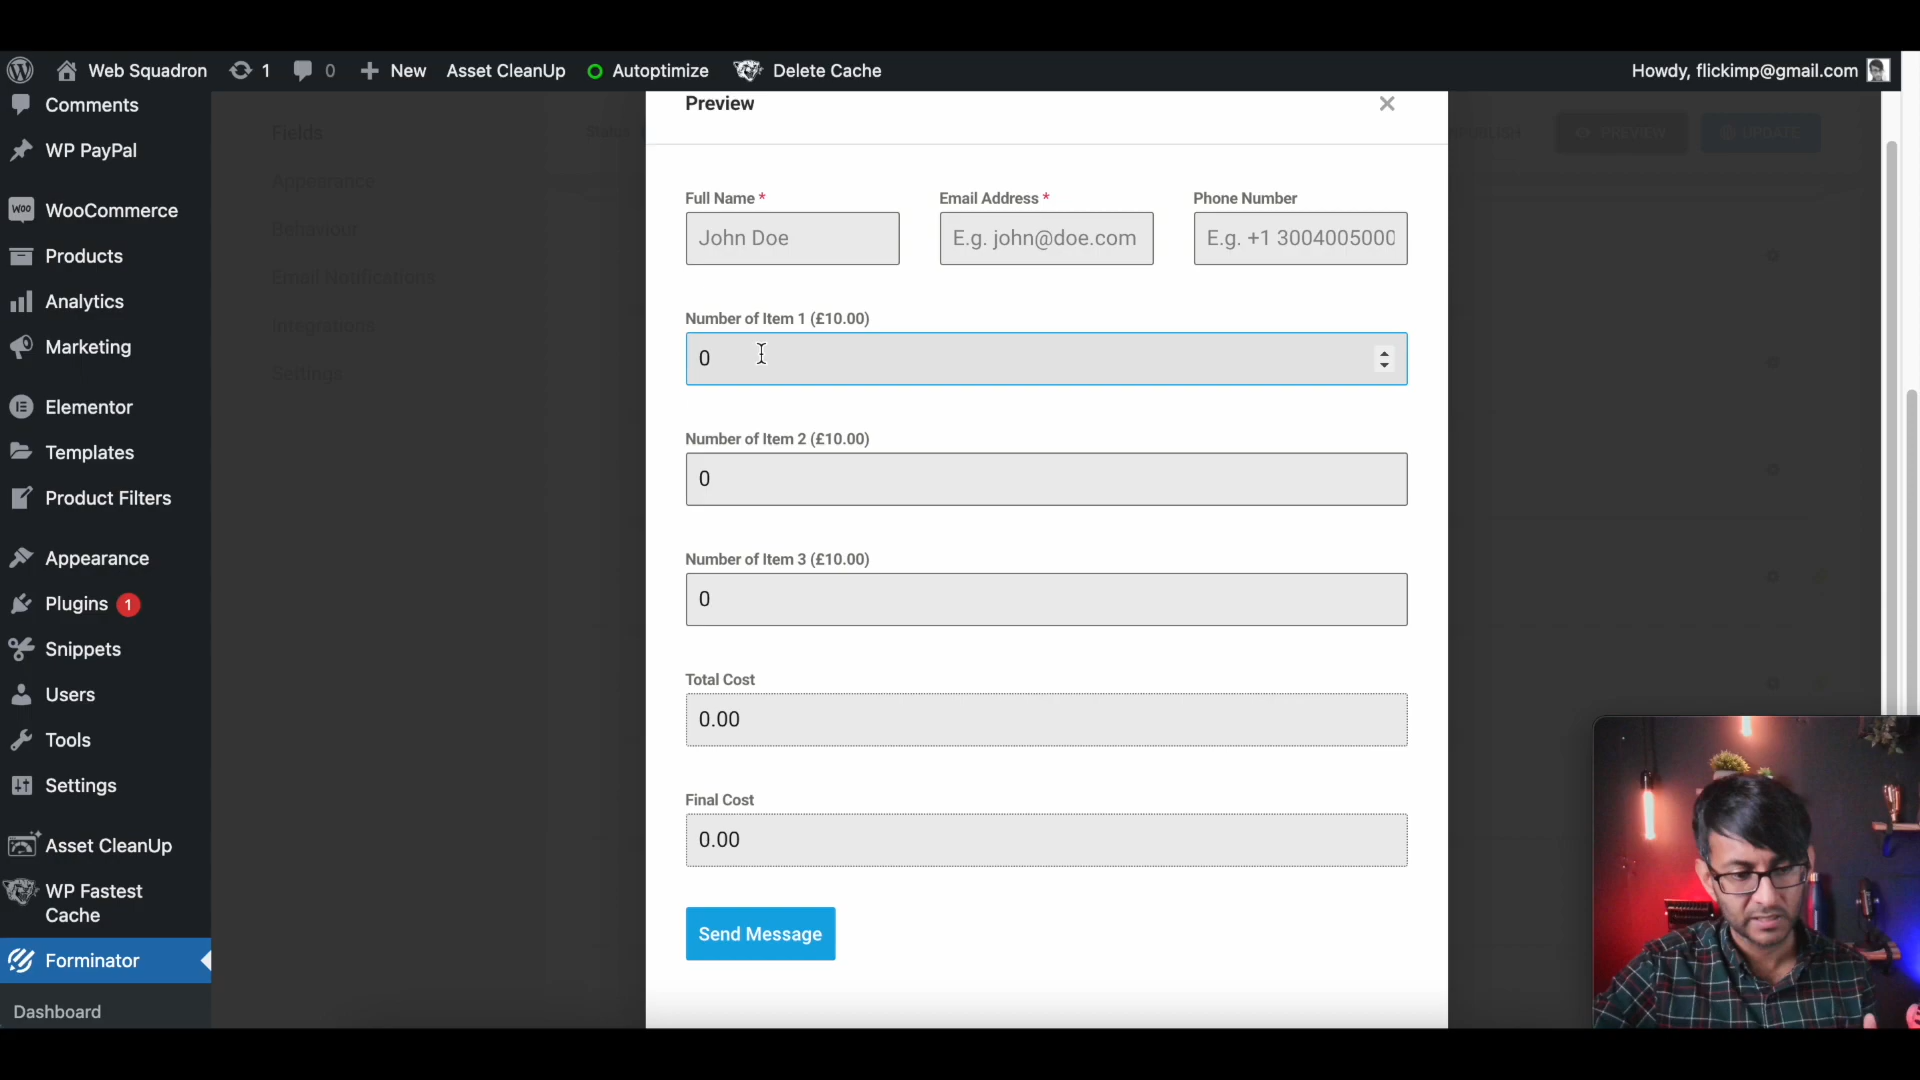 Web Squadron
1
0
New
Asset CleanUp
Autoptimize
Delete Cache
Howdy, flickimp@gmail.com
Comments
WP PayPal
WOO
WooCommerce
Products
Analytics
Marketing
Elementor
Templates
Product Filters
Appearance
Plugins 1
Snippets
Users
Tools
Settings
Asset CleanUp
WP Fastest
Cache
Forminator
Dashboard
Fields
Appearance
Behaviour
Email Notifications
Integrations
Settings
Status
PREVIEW
UPDATE
Preview
Full Name *
John Doe
Email Address *
E.g. john@doe.com
Phone Number
E.g. +1 3004005000
Number of Item 1 (£10.00)
0
Number of Item 2 (£10.00)
0
Number of Item 3 (£10.00)
0
Total Cost
0.00
Final Cost
0.00
Send Message